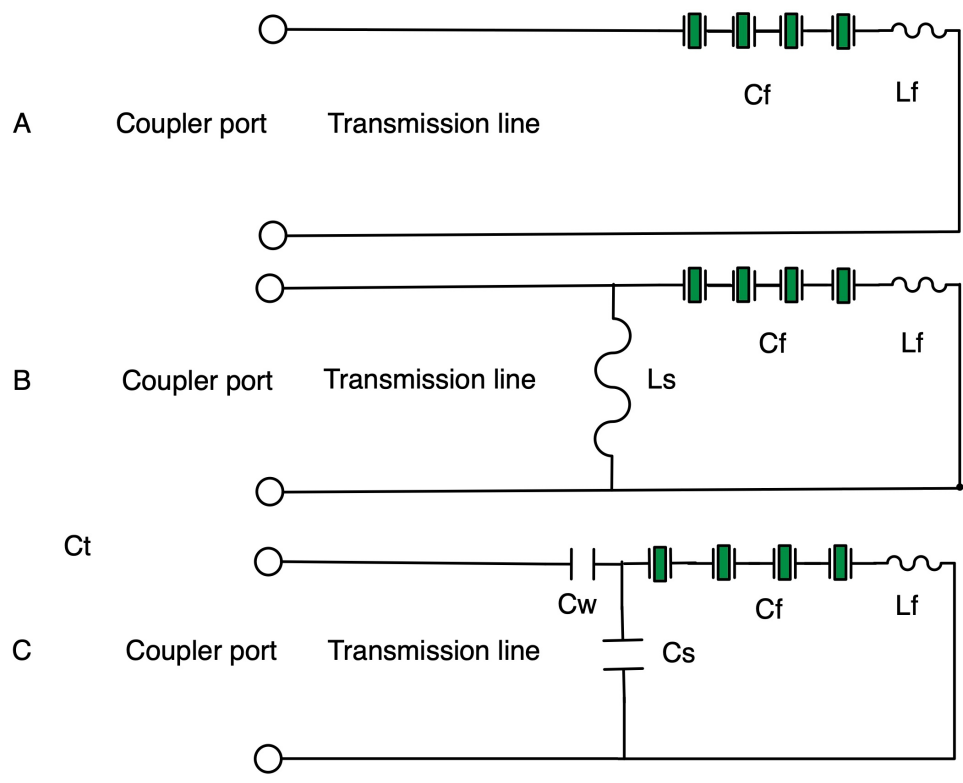 Cf
Lf
A Coupler port Transmission line
Cf Lf
B Coupler port Transmission line Ls
Ct
Cw Cf Lf
C Coupler port Transmission line Cs